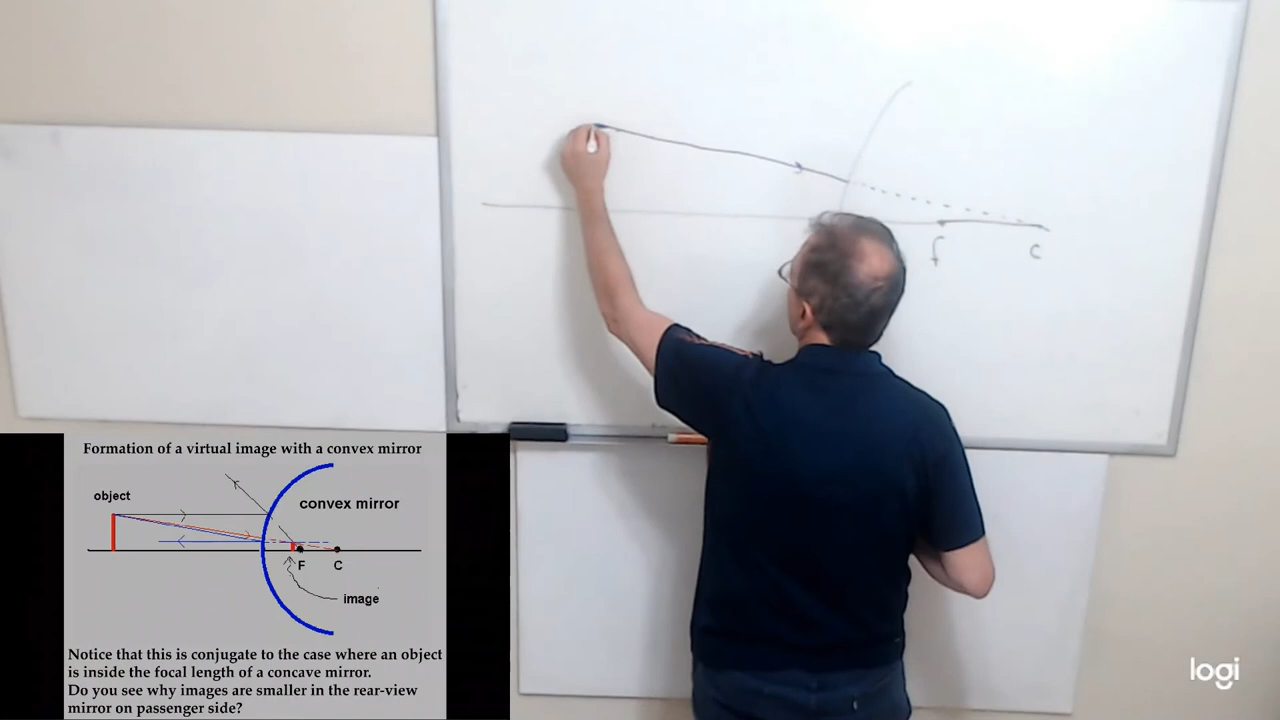 f
C
Formation of a virtual image with a convex mirror
object
convex mirror
F
C
image
Notice that this is conjugate to the case where an object
is inside the focal length of a concave mirror.
Do you see why images are smaller in the rear-view
mirror on passenger side?
logi